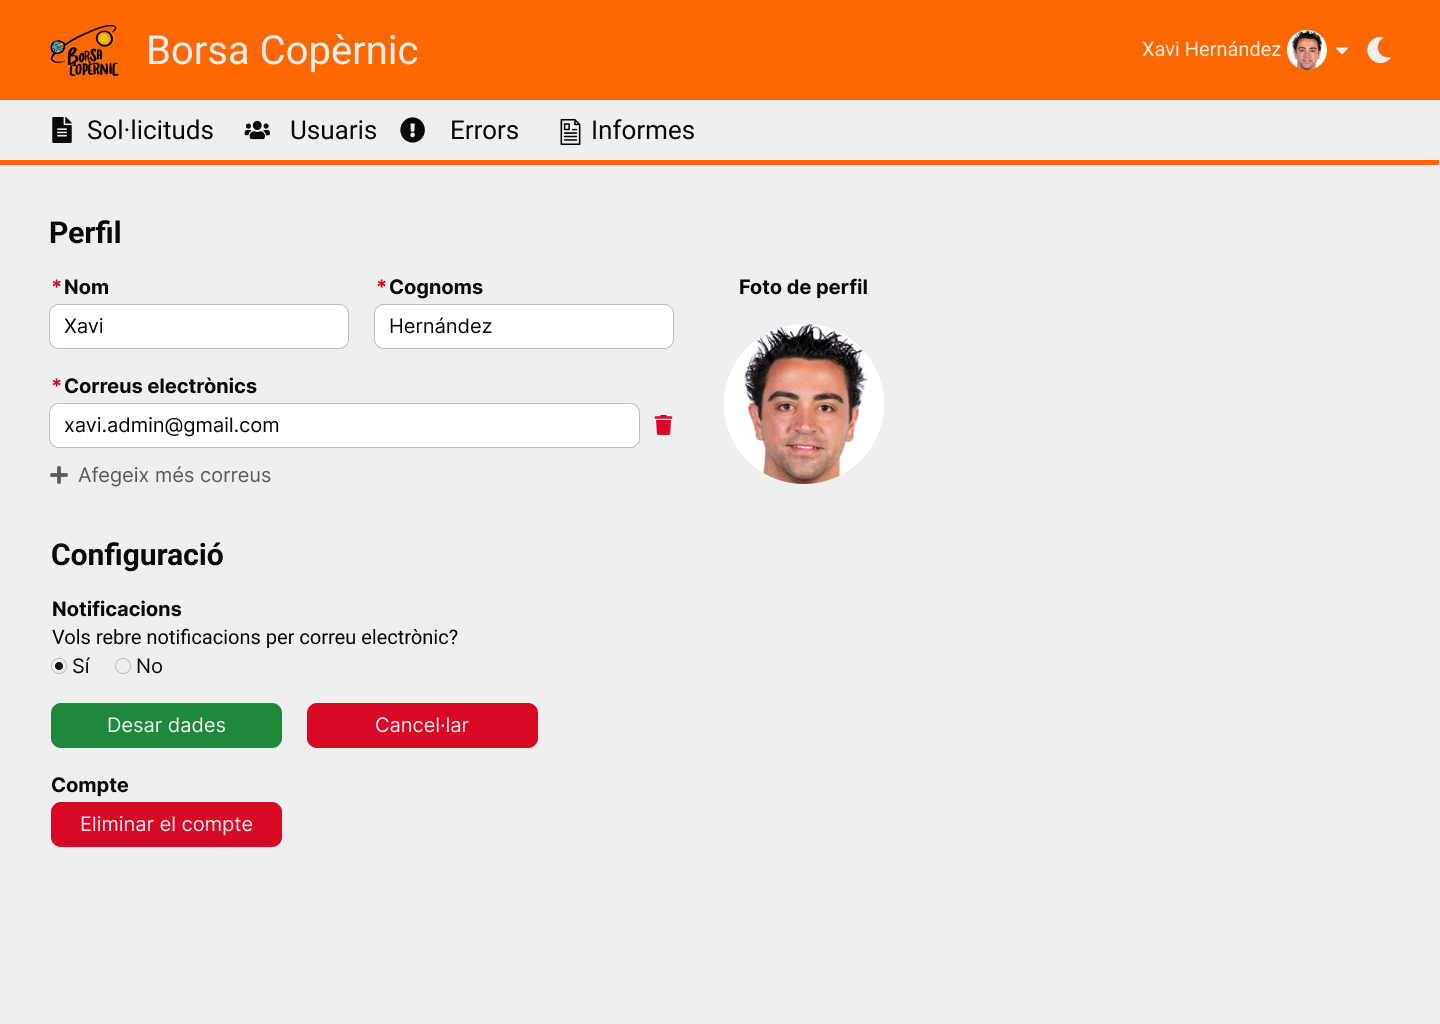 BORSA
COPÈRNIC
Borsa Copèrnic
Xavi Hernández
Sol·licituds
Usuaris
Errors
Informes
Perfil
*Nom
*Cognoms
Foto de perfil
Xavi
Hernández
*Correus electrònics
xavi.admin@gmail.com
Afegeix més correus
Configuració
Notificacions
Vols rebre notificacions per correu electrònic?
Sí
No
Desar dades
Cancel·lar
Compte
Eliminar el compte